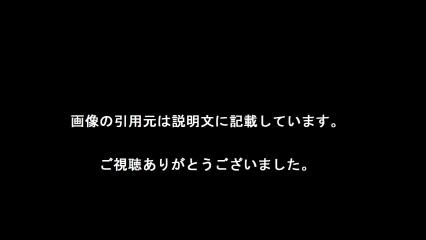 画像の引用元は説明文に記載しています。
ご視聴ありがとうございました。